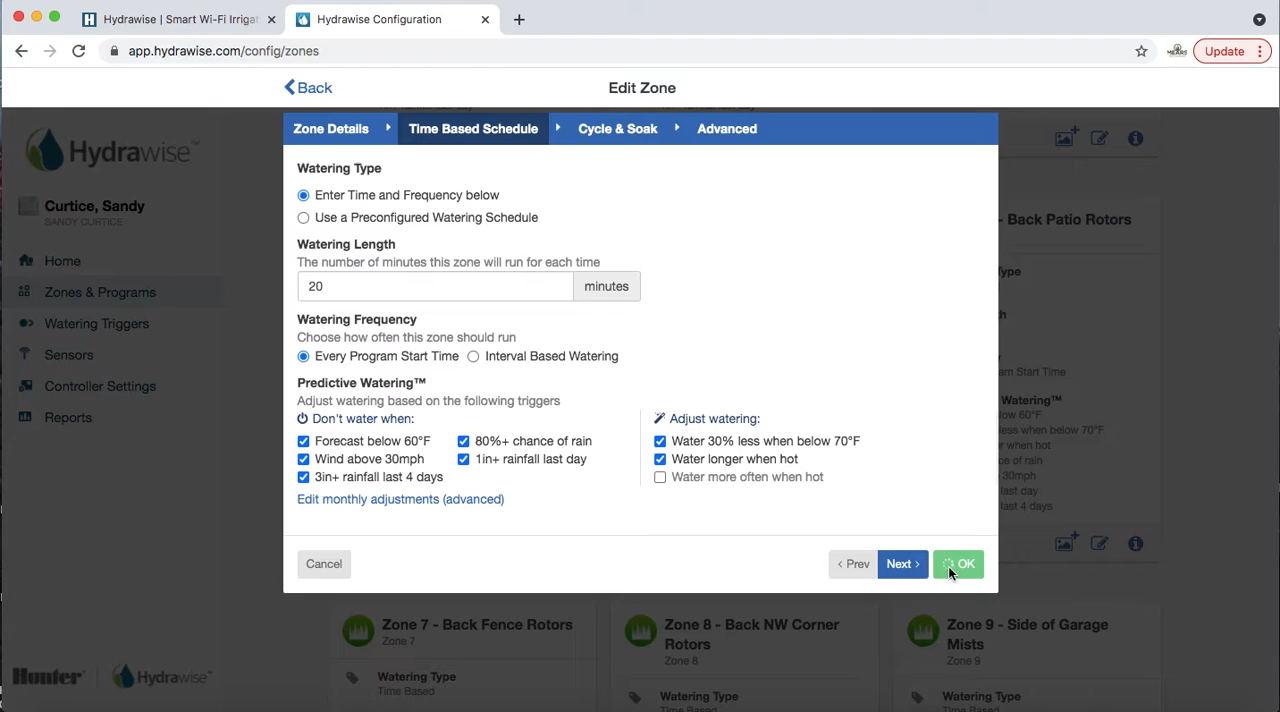 Hydrawise | Smart Wi-Fi Irrigat
Hydrawise Configuration
app.hydrawise.com/config/zones
MEARS
Update
Back
Edit Zone
Zone Details
Time Based Schedule
Cycle & Soak
Advanced
Hydrawise™
Curtice, Sandy
SANDY CURTICE
Home
Zones & Programs
Watering Triggers
Sensors
Controller Settings
Reports
Hunter®
Hydrawise™
Watering Type
Enter Time and Frequency below
Use a Preconfigured Watering Schedule
Watering Length
The number of minutes this zone will run for each time
20
minutes
Watering Frequency
Choose how often this zone should run
Every Program Start Time
Interval Based Watering
Predictive Watering™
Adjust watering based on the following triggers
Don't water when:
Forecast below 60°F
80%+ chance of rain
Wind above 30mph
1in+ rainfall last day
3in+ rainfall last 4 days
Adjust watering:
Water 30% less when below 70°F
Water longer when hot
Water more often when hot
Edit monthly adjustments (advanced)
Cancel
‹ Prev
Next ›
OK
- Back Patio Rotors
ype
am Start Time
Watering™
low 60°F
less when below 70°F
r when hot
ce of rain
30mph
last day
last 4 days
Zone 7 - Back Fence Rotors
Zone 7
Watering Type
Time Based
Zone 8 - Back NW Corner
Rotors
Zone 8
Watering Type
Time Based
Zone 9 - Side of Garage
Mists
Zone 9
Watering Type
Time Based